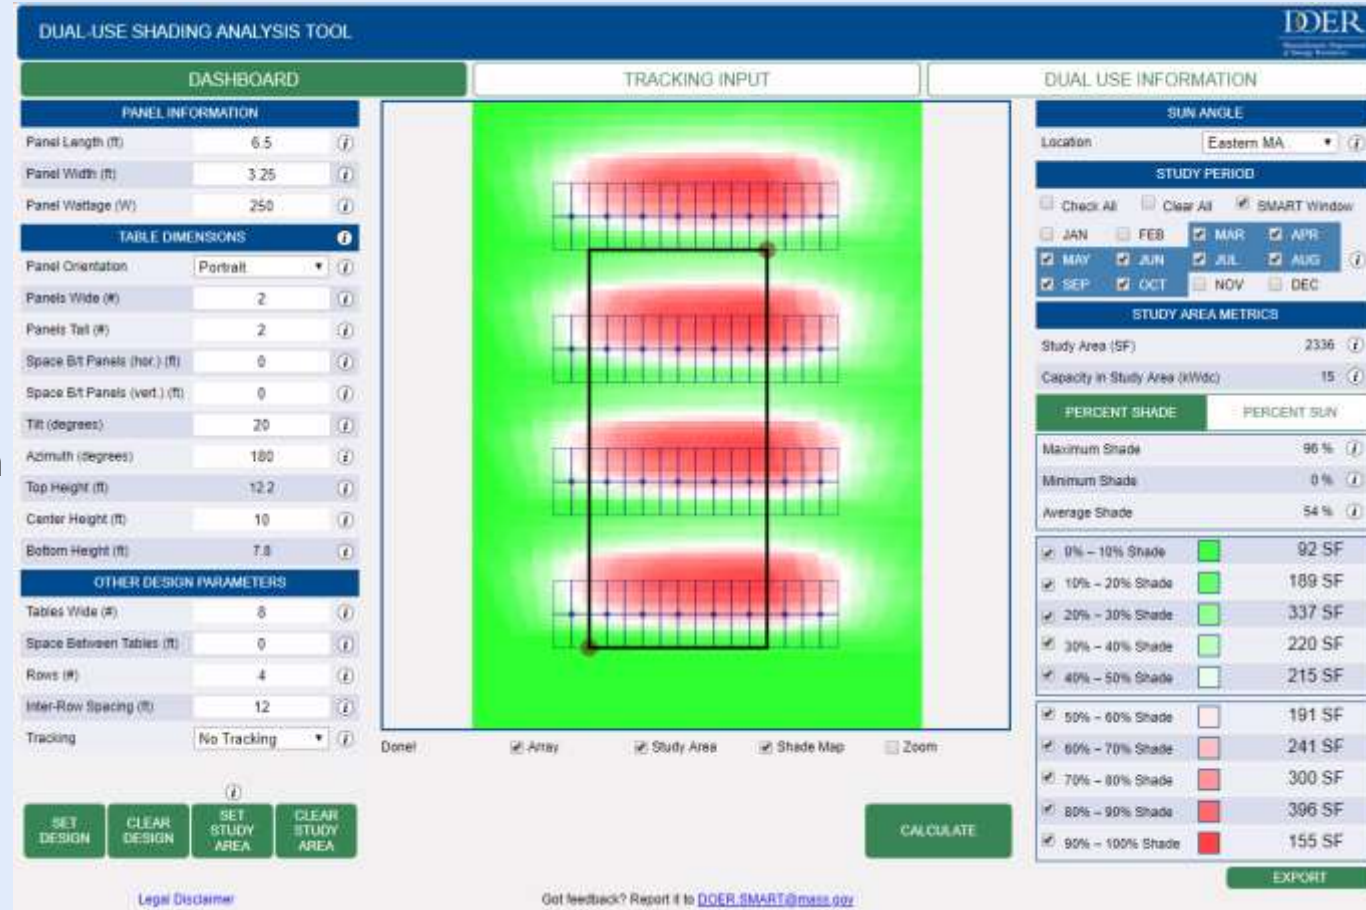 DUAL-USE SHADING ANALYSIS TOOL
DOER
DASHBOARD
TRACKING INPUT
DUAL USE INFORMATION
PANEL INFORMATION
Panel Length (ft) 6.5
Panel Width (ft) 3.25
Panel Wattage (W) 250
TABLE DIMENSIONS
Panel Orientation Portrait
Panels Wide (#) 2
Panels Tall (#) 2
Space B/t Panels (hor.) (ft) 0
Space B/t Panels (vert.) (ft) 0
Tilt (degrees) 20
Azimuth (degrees) 180
Top Height (ft) 12.2
Center Height (ft) 10
Bottom Height (ft) 7.8
OTHER DESIGN PARAMETERS
Tables Wide (#) 8
Space Between Tables (ft) 0
Rows (#) 4
Inter-Row Spacing (ft) 12
Tracking No Tracking
SET DESIGN
CLEAR DESIGN
SET STUDY AREA
CLEAR STUDY AREA
Legal Disclaimer
Done!
Array
Study Area
Shade Map
Zoom
CALCULATE
Got feedback? Report it to DOER.SMART@mass.gov
SUN ANGLE
Location Eastern MA
STUDY PERIOD
Check All Clear All SMART Window
JAN FEB MAR APR
MAY JUN JUL AUG
SEP OCT NOV DEC
STUDY AREA METRICS
Study Area (SF) 2336
Capacity in Study Area (kWdc) 15
PERCENT SHADE PERCENT SUN
Maximum Shade 96 %
Minimum Shade 0 %
Average Shade 54 %
0% – 10% Shade 92 SF
10% – 20% Shade 189 SF
20% – 30% Shade 337 SF
30% – 40% Shade 220 SF
40% – 50% Shade 215 SF
50% – 60% Shade 191 SF
60% – 70% Shade 241 SF
70% – 80% Shade 300 SF
80% – 90% Shade 396 SF
90% – 100% Shade 155 SF
EXPORT